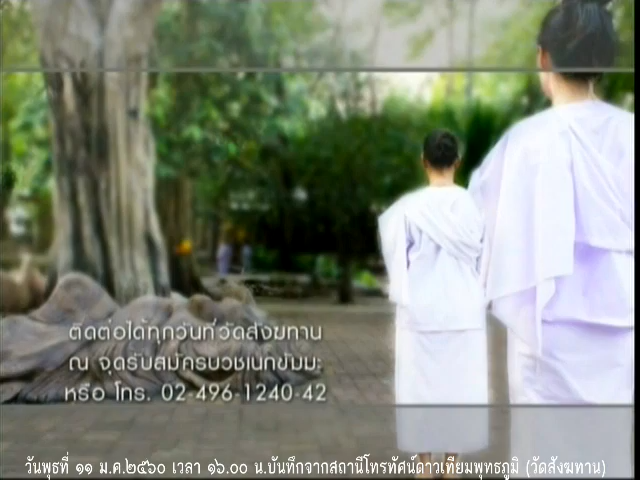 ติดต่อได้ทุกวันที่วัดสังฆทาน
ณ จุดรับสมัครบวชเนกขัมมะ
หรือ โทร. 02-496-1240-42
วันพุธที่ ๑๑ ม.ค.๒๕๖๐ เวลา ๑๖.๐๐ น.บันทึกจากสถานีโทรทัศน์ดาวเทียมพุทธภูมิ (วัดสังฆทาน)